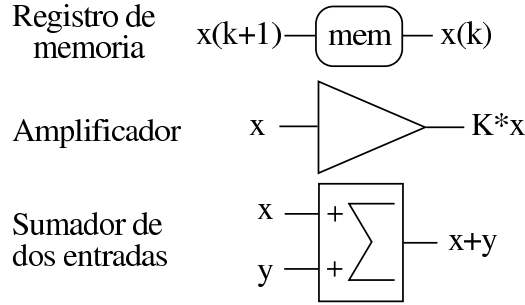 Registro de
memoria
x(k+1) mem x(k)
Amplificador
x K*x
Sumador de
dos entradas
x + Σ
y +
x+y